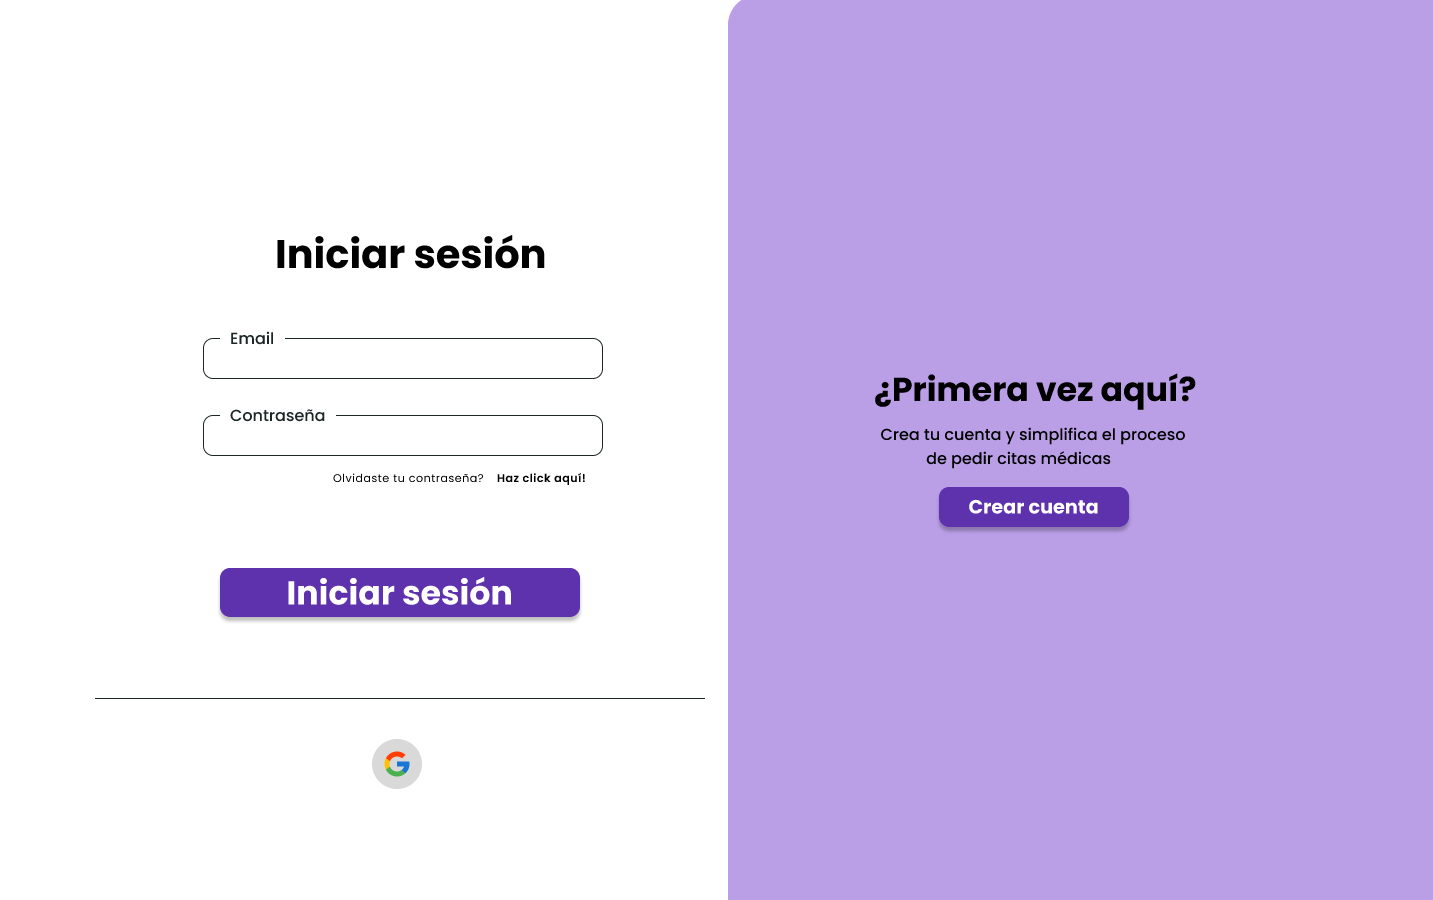 Iniciar sesión
Email
Contraseña
Olvidaste tu contraseña? Haz click aquí!
Iniciar sesión
¿Primera vez aquí?
Crea tu cuenta y simplifica el proceso
de pedir citas médicas
Crear cuenta